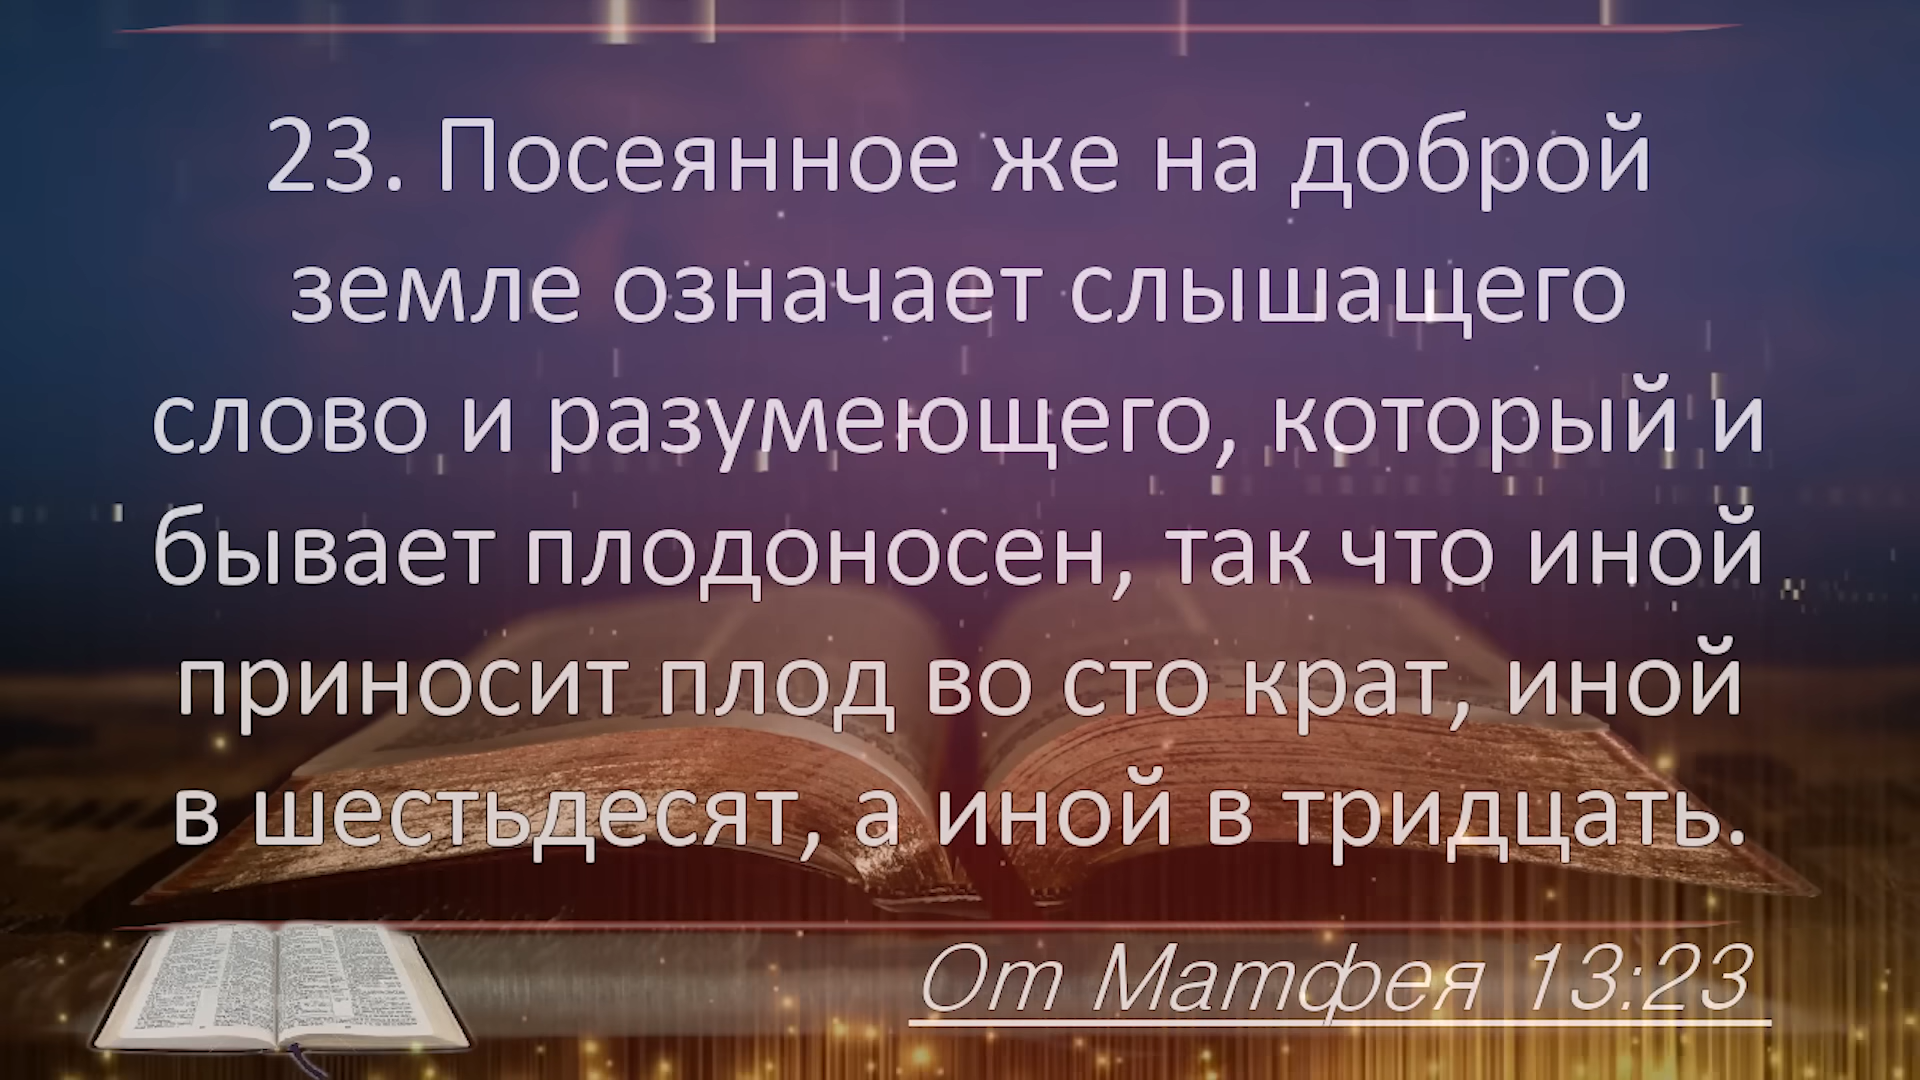 23. Посеянное же на доброй
земле означает слышащего
слово и разумеющего, который и
бывает плодоносен, так что иной
приносит плод во сто крат, иной
в шестьдесят, а иной в тридцать.
От Матфея 13:23